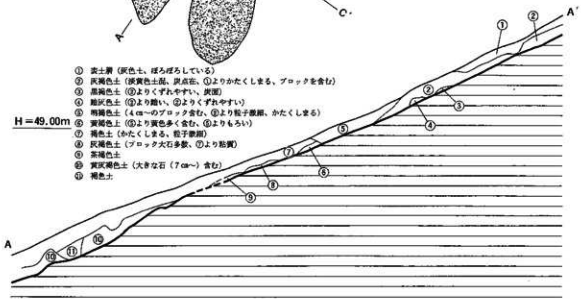 A
C'
A'
① 表土層(灰色土、ぼろぼろしている)
② 灰褐色土(淡黄色土混、炭点在、①よりかたくしまる、ブロックを含む)
③ 黒褐色土(②よりくずれやすい、炭混)
④ 暗灰色土(②より暗い、②よりくずれやすい)
⑤ 明褐色土(4cm〜のブロック含む、②より粒子微細、かたくしまる)
⑥ 黄褐色土(⑤より黄色多く含む、⑤よりもろい)
⑦ 褐色土(かたくしまる、粒子微細)
⑧ 灰褐色土(ブロック大石多数、⑦より粘質)
⑨ 茶褐色土
⑩ 黄灰褐色土(大きな石(7cm〜)含む)
⑪ 褐色土
H=49.00m
① ②
② ③
④
⑤
⑦ ⑥
⑧
⑨
A ⑩ ⑪ ⑩